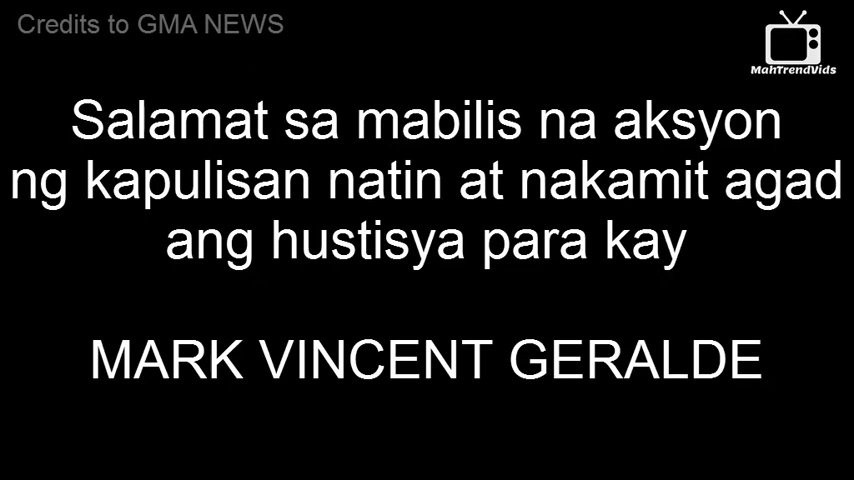 Credits to GMA NEWS
MahTrendVids
Salamat sa mabilis na aksyon
ng kapulisan natin at nakamit agad
ang hustisya para kay
MARK VINCENT GERALDE